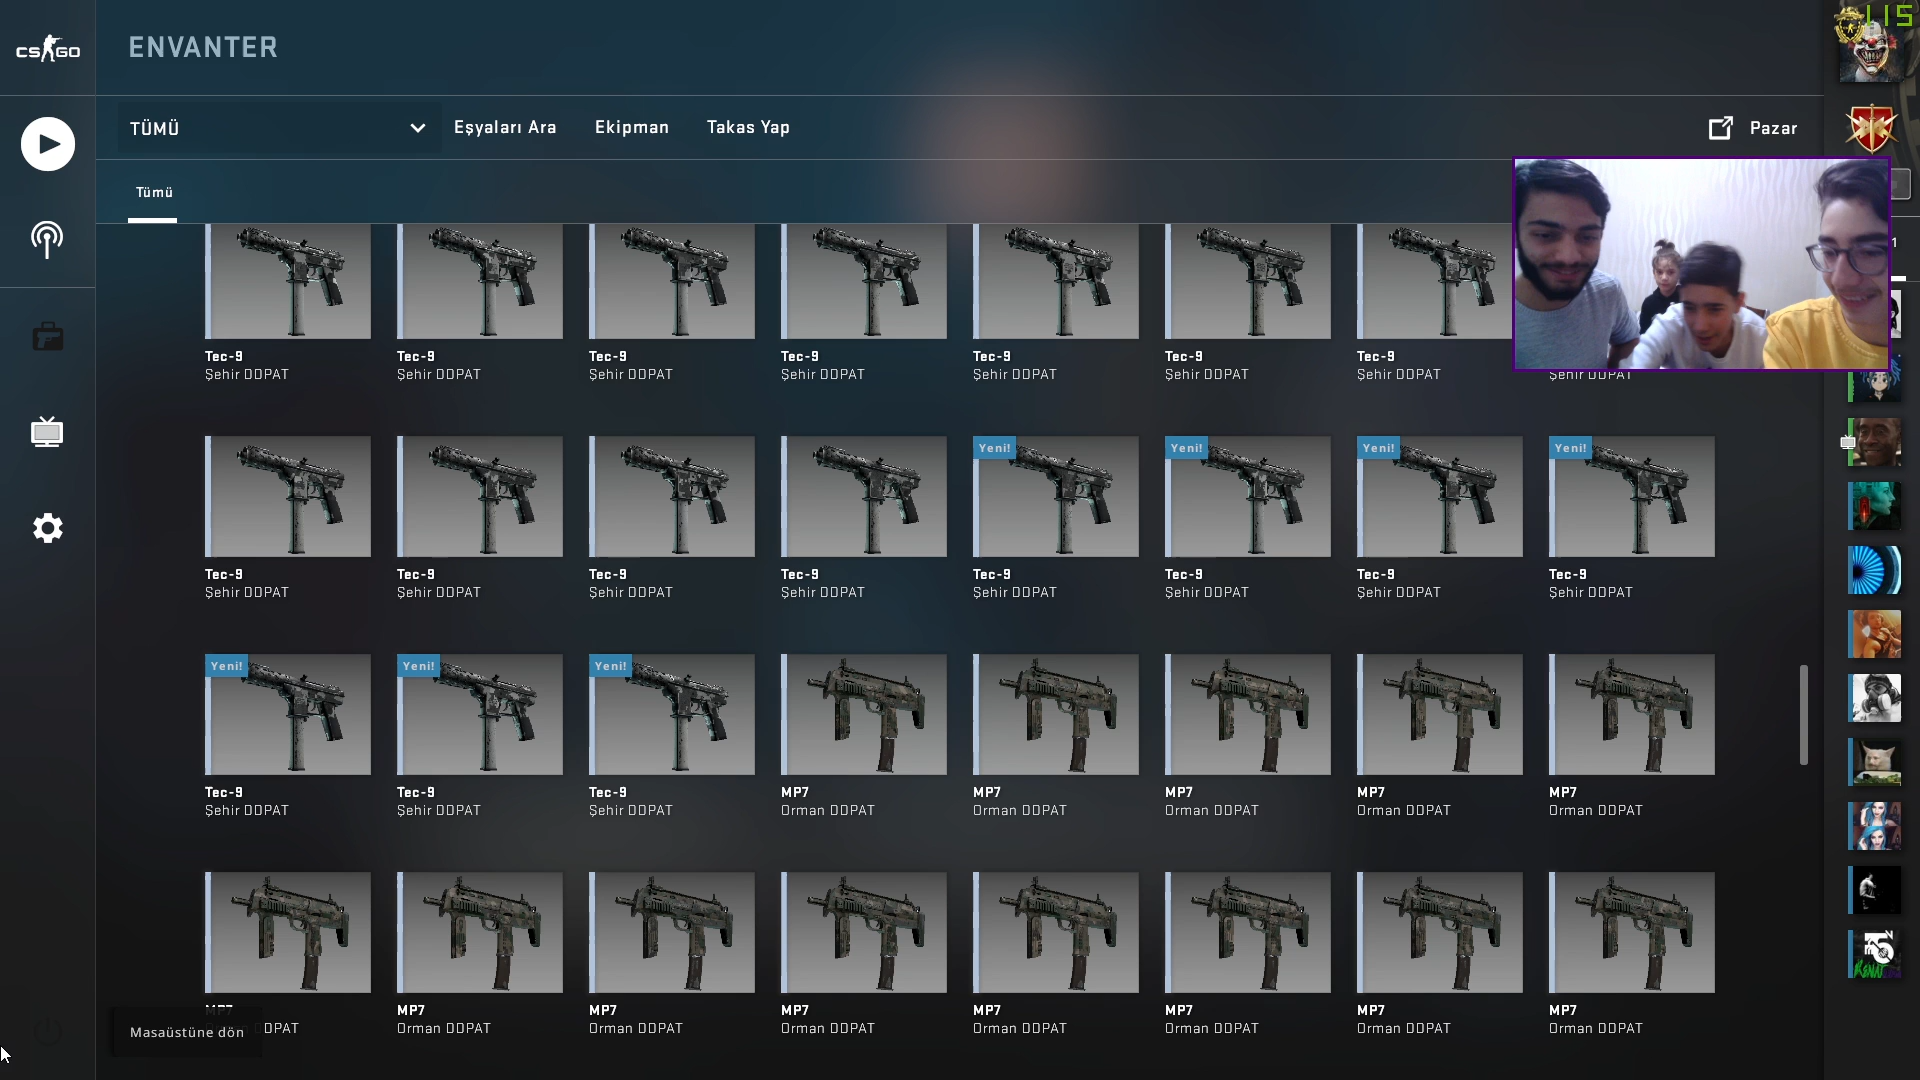 115
CS GO
ENVANTER
TÜMÜ
Eşyaları Ara
Ekipman
Takas Yap
Pazar
Tümü
1
Tec-9 Tec-9 Tec-9 Tec-9 Tec-9 Tec-9 Tec-9
Şehir DDPAT Şehir DDPAT Şehir DDPAT Şehir DDPAT Şehir DDPAT Şehir DDPAT Şehir DDPAT Şehir DDPAT
Yeni! Yeni! Yeni! Yeni!
Tec-9 Tec-9 Tec-9 Tec-9 Tec-9 Tec-9 Tec-9 Tec-9
Şehir DDPAT Şehir DDPAT Şehir DDPAT Şehir DDPAT Şehir DDPAT Şehir DDPAT Şehir DDPAT Şehir DDPAT
Yeni! Yeni! Yeni!
Tec-9 Tec-9 Tec-9 MP7 MP7 MP7 MP7 MP7
Şehir DDPAT Şehir DDPAT Şehir DDPAT Orman DDPAT Orman DDPAT Orman DDPAT Orman DDPAT Orman DDPAT
MP7 MP7 MP7 MP7 MP7 MP7 MP7 MP7
DDPAT Orman DDPAT Orman DDPAT Orman DDPAT Orman DDPAT Orman DDPAT Orman DDPAT Orman DDPAT
Masaüstüne dön